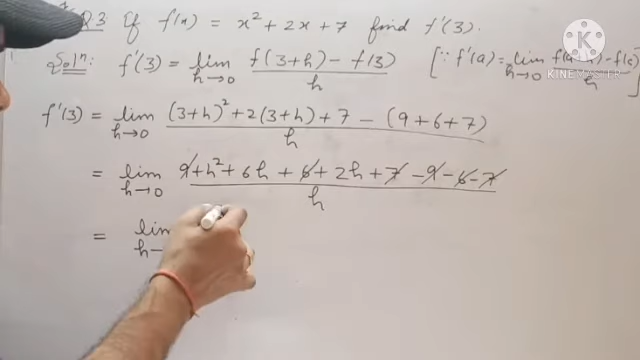 Q.3 If f(x) = x² + 2x + 7 find f'(3).
Solⁿ: f'(3) = lim h→0 f(3+h) - f(3) / h [∵ f'(a) = lim h→0 f(a+h) - f(a) / h]
KINEMASTER
f'(3) = lim h→0 (3+h)² + 2(3+h) + 7 - (9+6+7) / h
= lim h→0 9 + h² + 6h + 6 + 2h + 7 - 9 - 6 - 7 / h
= lim h→